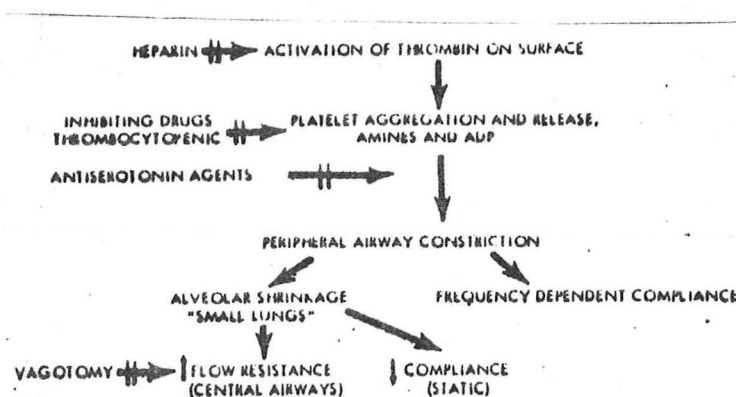 HEPARIN ACTIVATION OF THROMBIN ON SURFACE
INHIBITING DRUGS
THROMBOCYTOPENIC
PLATELET AGGREGATION AND RELEASE,
AMINES AND ADP
ANTISEROTONIN AGENTS
PERIPHERAL AIRWAY CONSTRICTION
ALVEOLAR SHRINKAGE
"SMALL LUNGS"
FREQUENCY DEPENDENT COMPLIANCE
VAGOTOMY
↑ FLOW RESISTANCE
(CENTRAL AIRWAYS)
↓ COMPLIANCE
(STATIC)